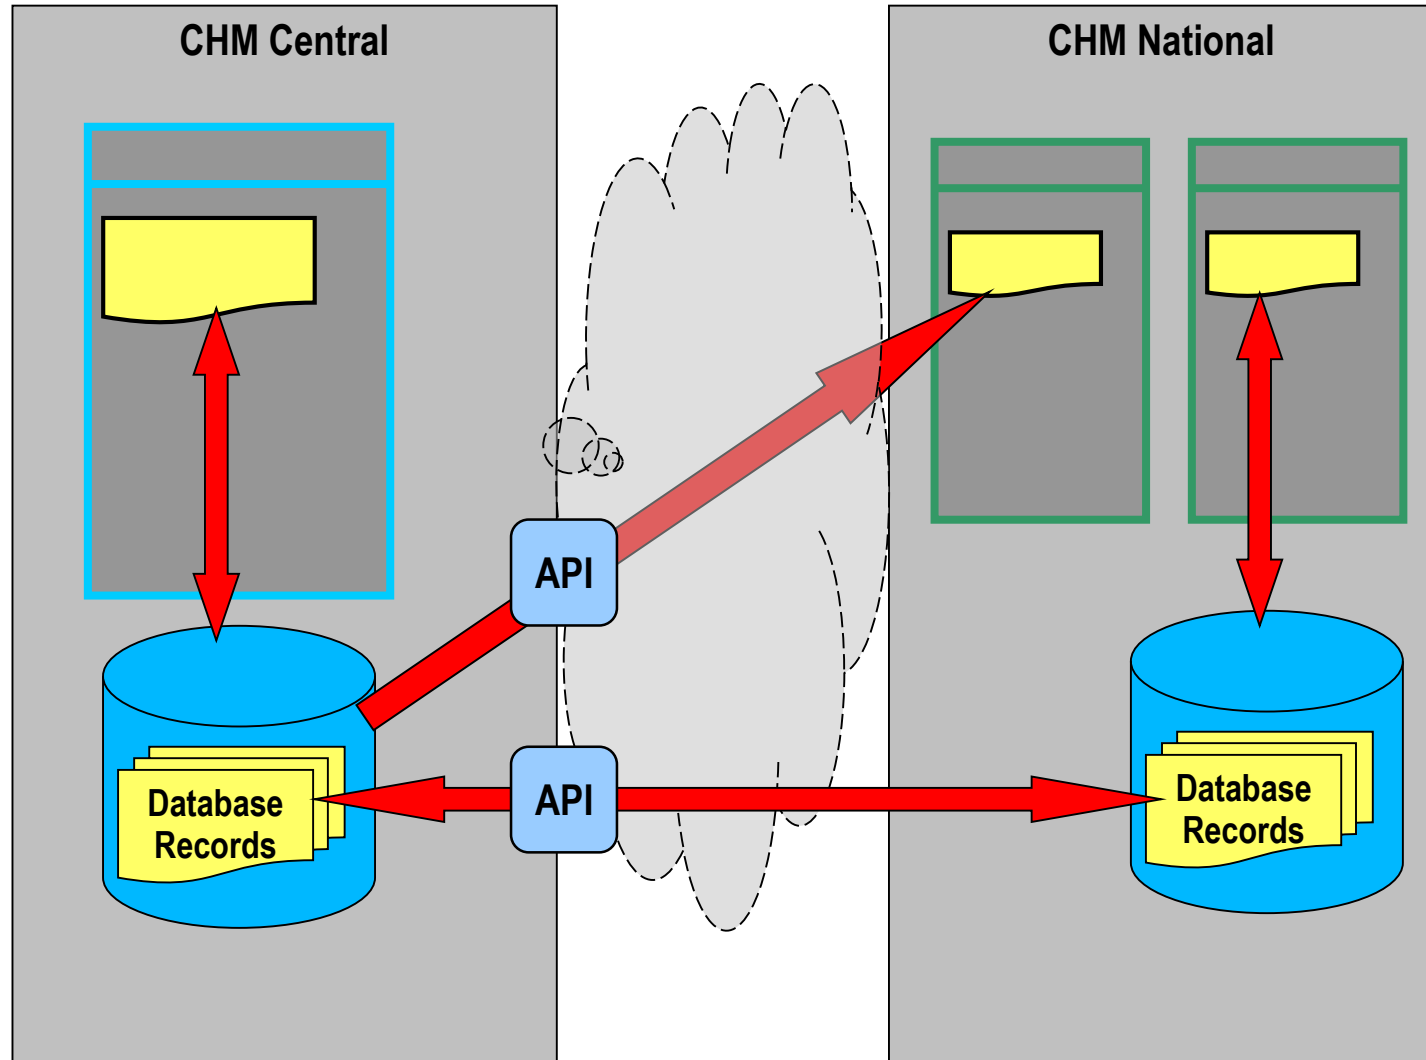 CHM Central
CHM National
API
API
Database
Records
Database
Records